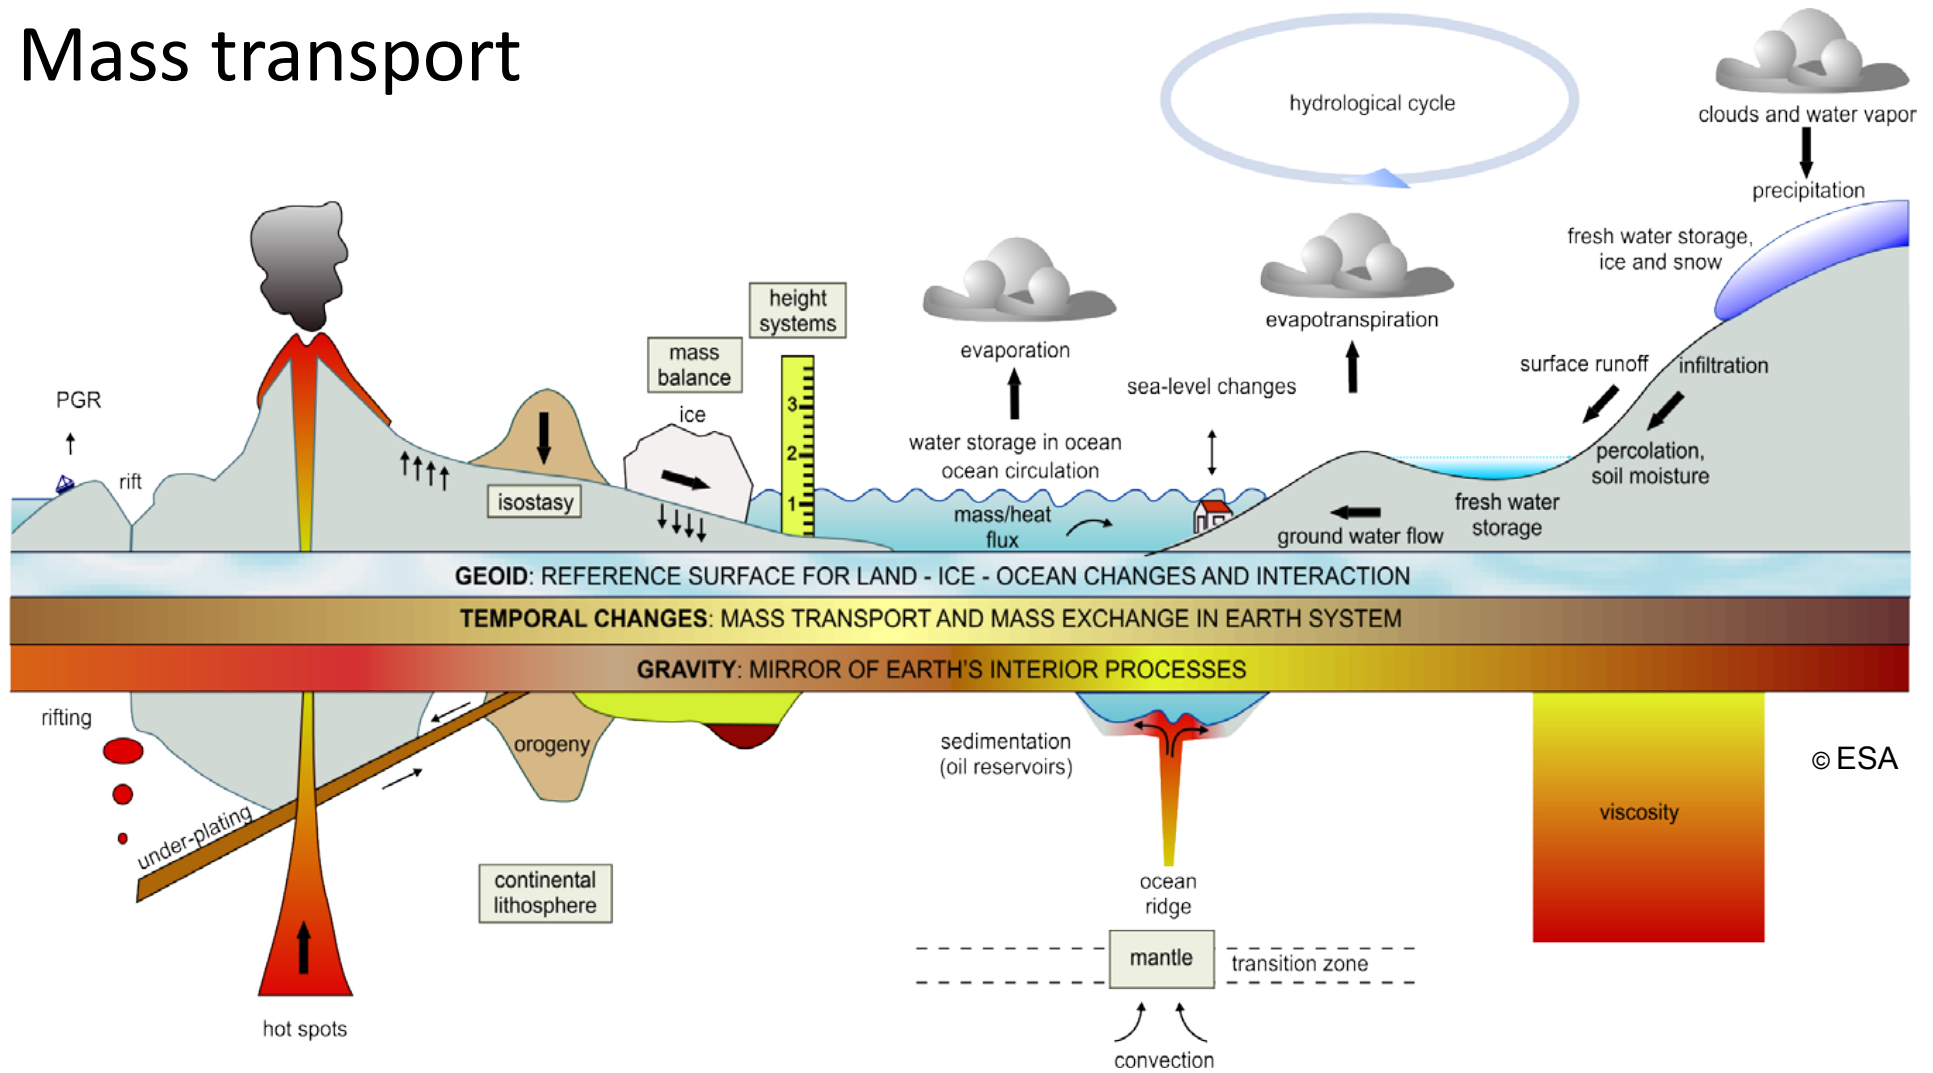 Mass transport
hydrological cycle
clouds and water vapor
precipitation
fresh water storage,
ice and snow
height
systems
mass
balance
ice
evaporation
evapotranspiration
sea-level changes
surface runoff
infiltration
PGR
rift
isostasy
3
2
1
water storage in ocean
ocean circulation
mass/heat
flux
percolation,
soil moisture
fresh water
storage
ground water flow
GEOID: REFERENCE SURFACE FOR LAND - ICE - OCEAN CHANGES AND INTERACTION
TEMPORAL CHANGES: MASS TRANSPORT AND MASS EXCHANGE IN EARTH SYSTEM
GRAVITY: MIRROR OF EARTH'S INTERIOR PROCESSES
rifting
orogeny
sedimentation
(oil reservoirs)
© ESA
under-plating
viscosity
continental
lithosphere
ocean
ridge
mantle
transition zone
hot spots
convection